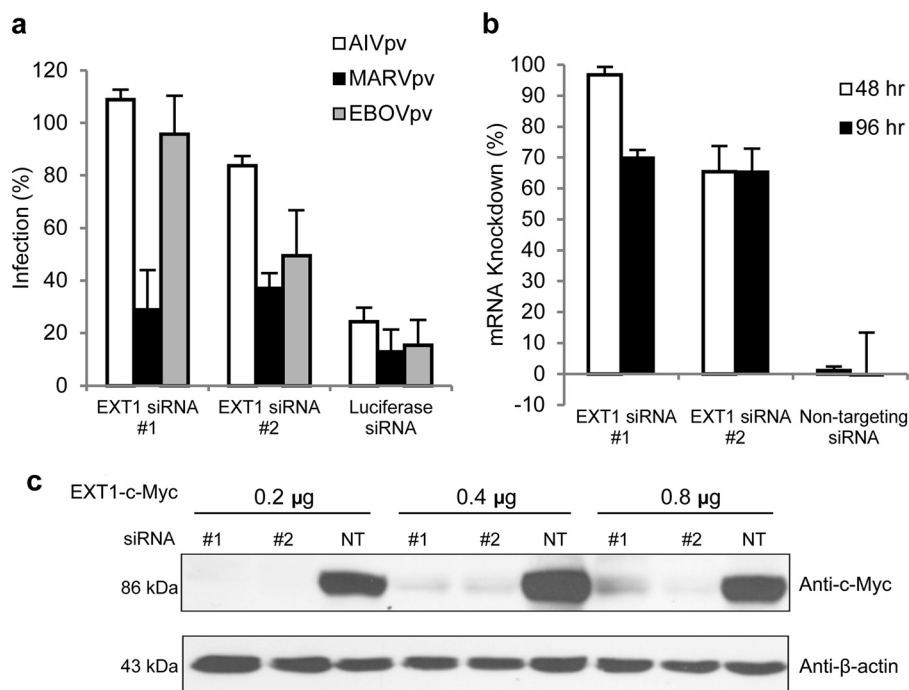 a
AIVpv
MARVpv
EBOVpv
Infection (%)
120
100
80
60
40
20
0
EXT1 siRNA
#1
EXT1 siRNA
#2
Luciferase
siRNA
b
48 hr
96 hr
mRNA Knockdown (%)
100
90
80
70
60
50
40
30
20
10
0
-10
EXT1 siRNA
#1
EXT1 siRNA
#2
Non-targeting
siRNA
c
EXT1-c-Myc 0.2 µg 0.4 µg 0.8 µg
siRNA #1 #2 NT #1 #2 NT #1 #2 NT
86 kDa Anti-c-Myc
43 kDa Anti-β-actin